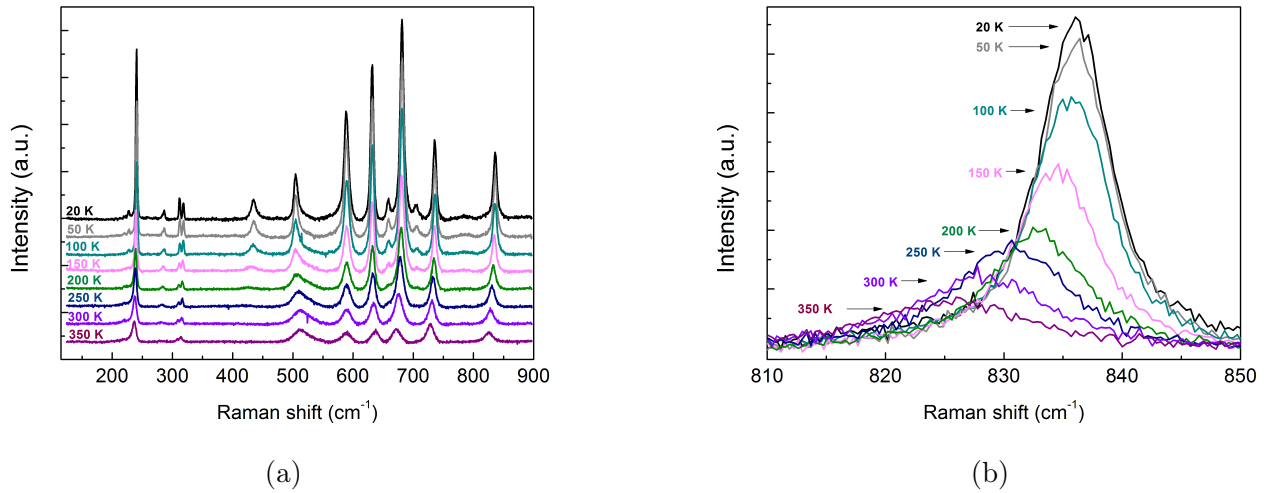 Intensity (a.u.)
20 K
50 K
100 K
150 K
200 K
250 K
300 K
350 K
200 300 400 500 600 700 800 900
Raman shift (cm-1)
(a)
Intensity (a.u.)
20 K
50 K
100 K
150 K
200 K
250 K
300 K
350 K
810 820 830 840 850
Raman shift (cm-1)
(b)